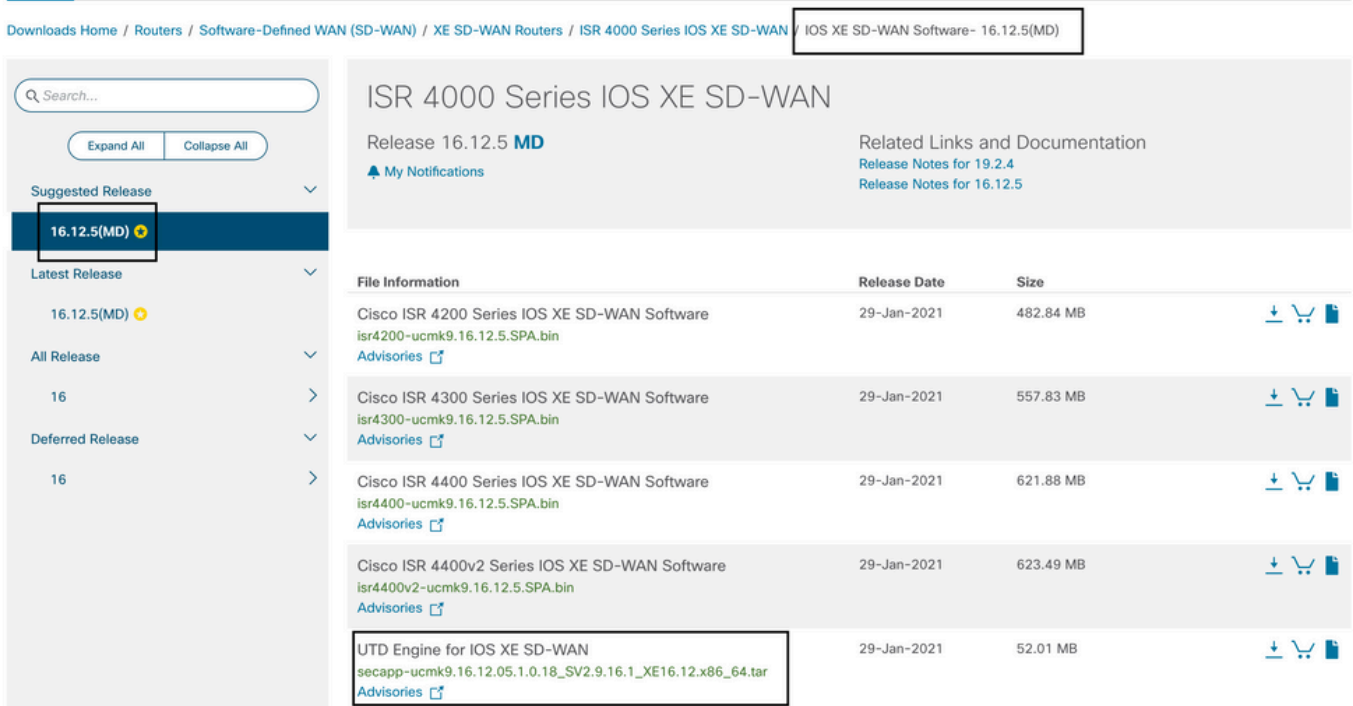 Downloads Home / Routers / Software-Defined WAN (SD-WAN) / XE SD-WAN Routers / ISR 4000 Series IOS XE SD-WAN / IOS XE SD-WAN Software- 16.12.5(MD)
Search...
Expand All Collapse All
Suggested Release
16.12.5(MD)
Latest Release
16.12.5(MD)
All Release
16
Deferred Release
16
ISR 4000 Series IOS XE SD-WAN
Release 16.12.5 MD
My Notifications
Related Links and Documentation
Release Notes for 19.2.4
Release Notes for 16.12.5
File Information Release Date Size
Cisco ISR 4200 Series IOS XE SD-WAN Software 29-Jan-2021 482.84 MB
isr4200-ucmk9.16.12.5.SPA.bin
Advisories
Cisco ISR 4300 Series IOS XE SD-WAN Software 29-Jan-2021 557.83 MB
isr4300-ucmk9.16.12.5.SPA.bin
Advisories
Cisco ISR 4400 Series IOS XE SD-WAN Software 29-Jan-2021 621.88 MB
isr4400-ucmk9.16.12.5.SPA.bin
Advisories
Cisco ISR 4400v2 Series IOS XE SD-WAN Software 29-Jan-2021 623.49 MB
isr4400v2-ucmk9.16.12.5.SPA.bin
Advisories
UTD Engine for IOS XE SD-WAN 29-Jan-2021 52.01 MB
secapp-ucmk9.16.12.05.1.0.18_SV2.9.16.1_XE16.12.x86_64.tar
Advisories